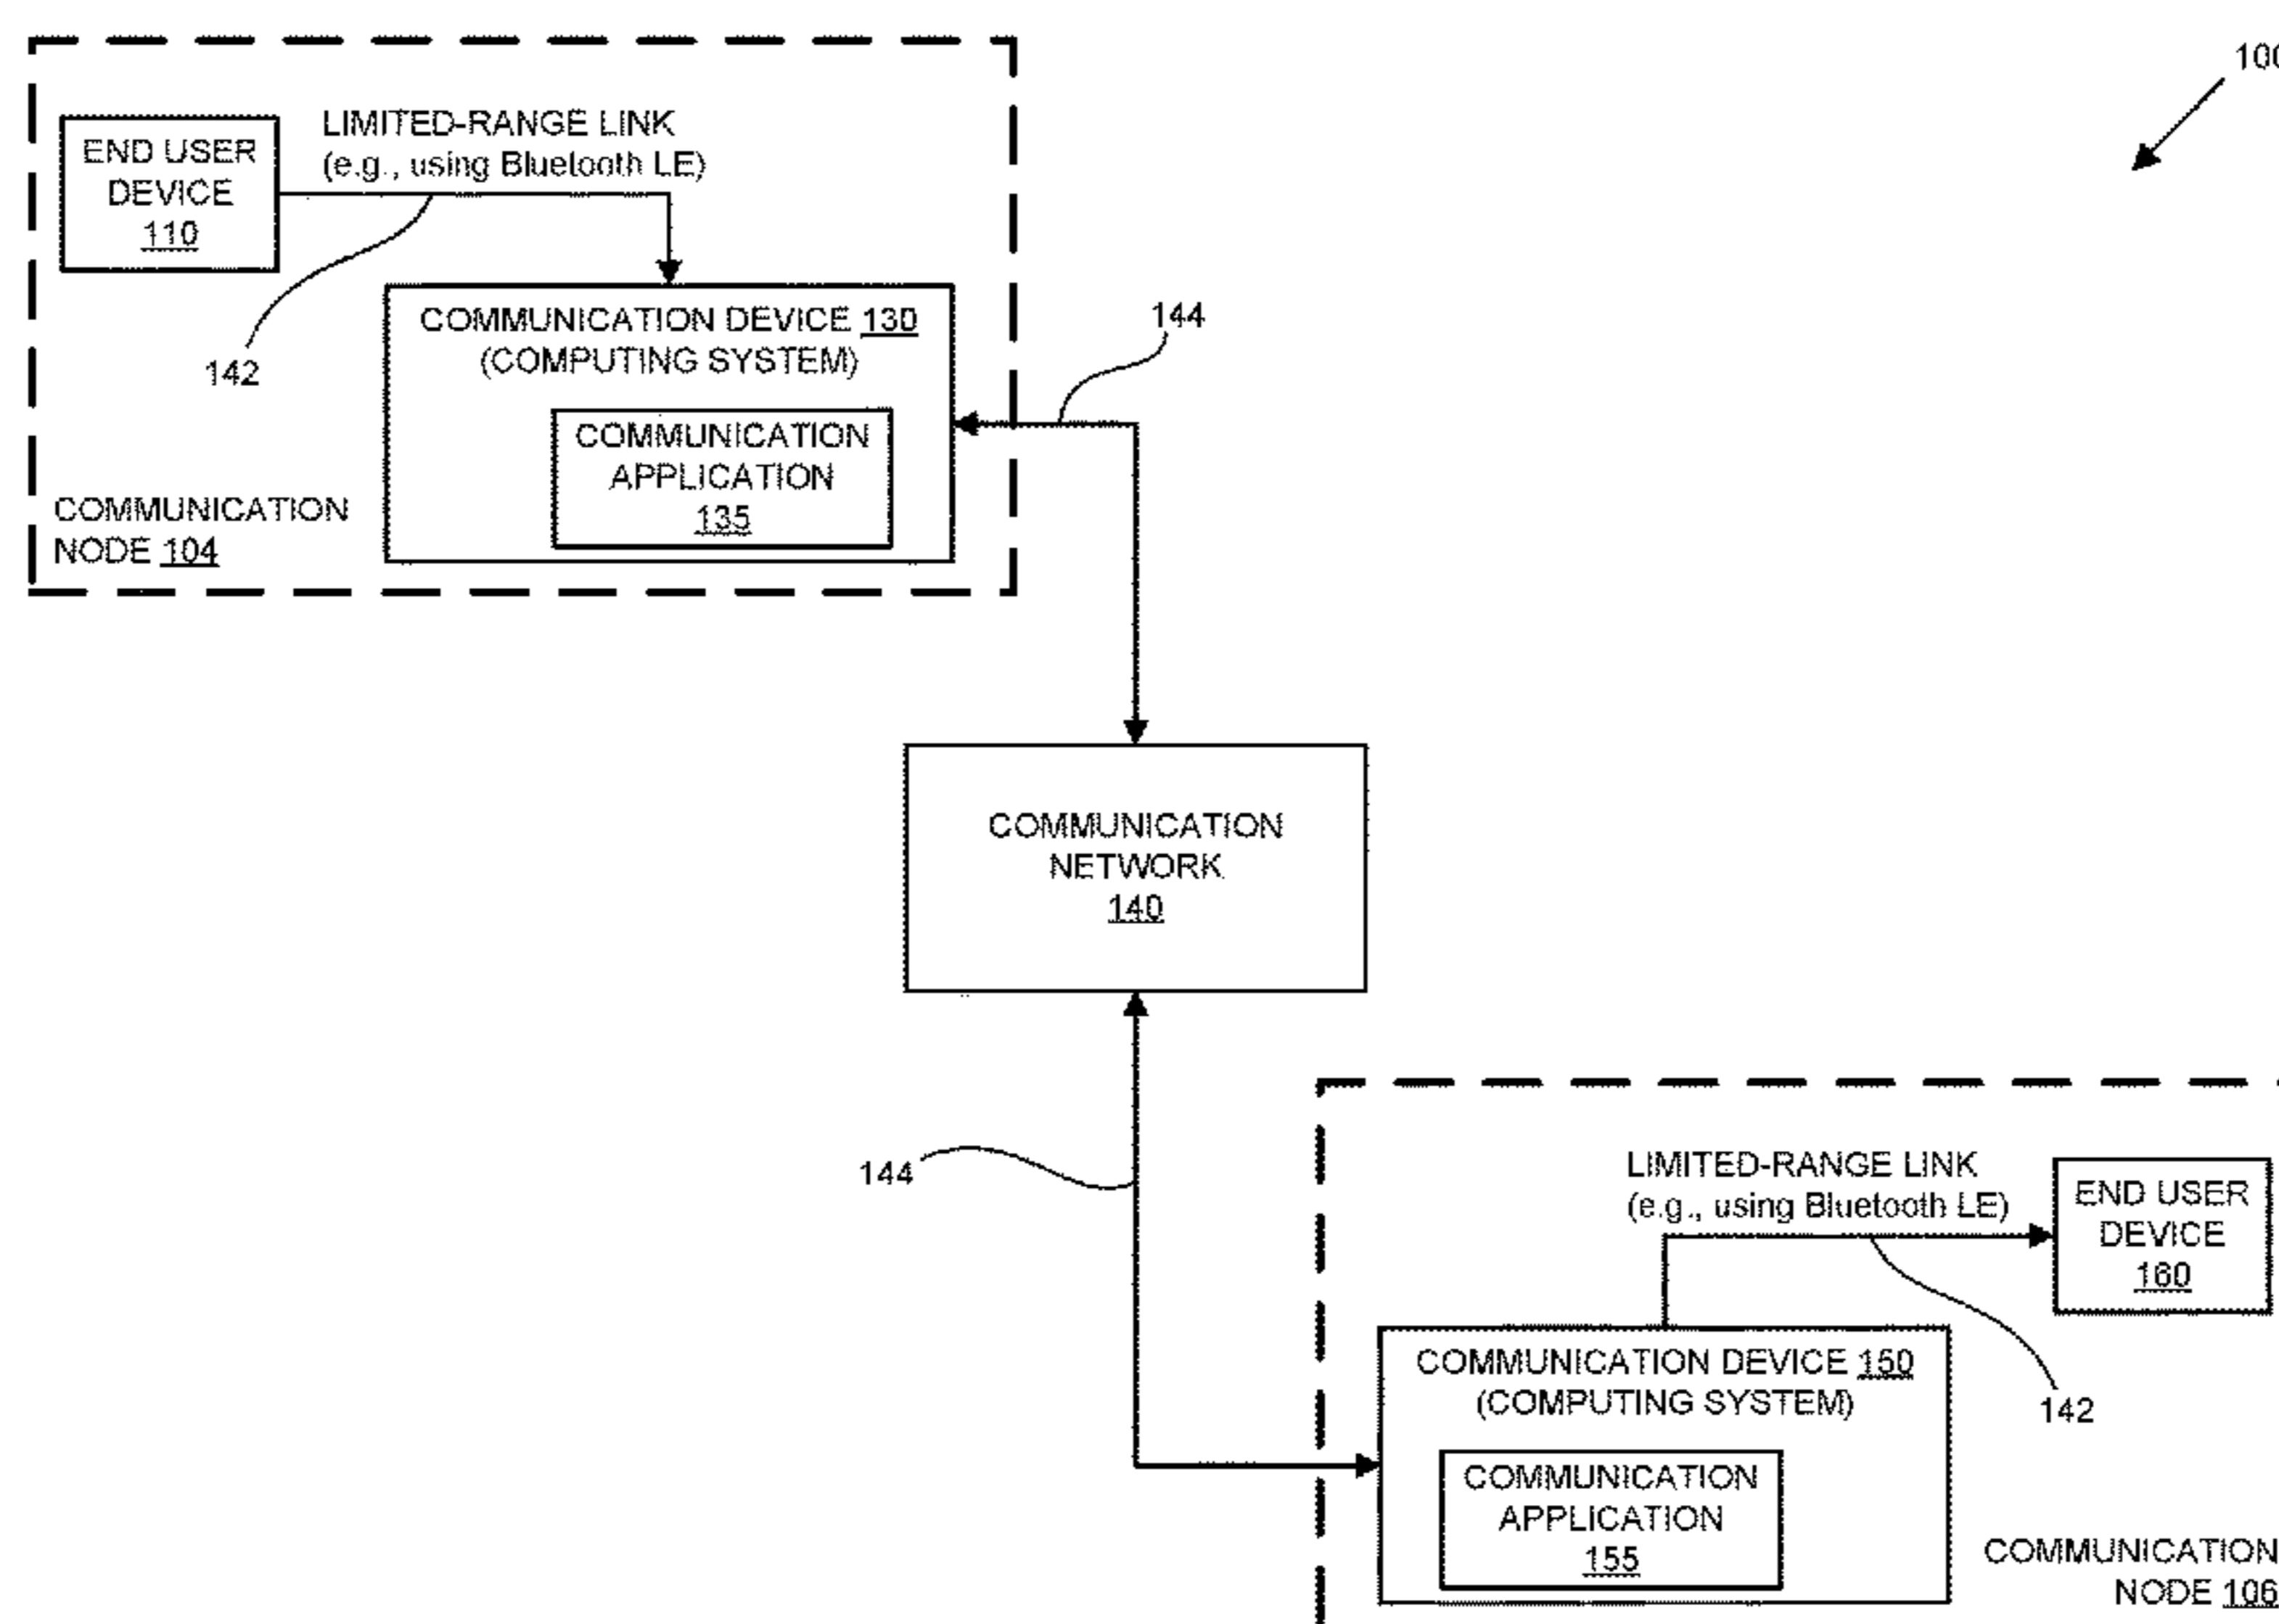 100
END USER
DEVICE
110
LIMITED-RANGE LINK
(e.g., using Bluetooth LE)
142
COMMUNICATION DEVICE 130
(COMPUTING SYSTEM)
COMMUNICATION
APPLICATION
135
COMMUNICATION
NODE 104
144
COMMUNICATION
NETWORK
140
144
LIMITED-RANGE LINK
(e.g., using Bluetooth LE)
END USER
DEVICE
160
COMMUNICATION DEVICE 150
(COMPUTING SYSTEM)
142
COMMUNICATION
APPLICATION
155
COMMUNICATION
NODE 106